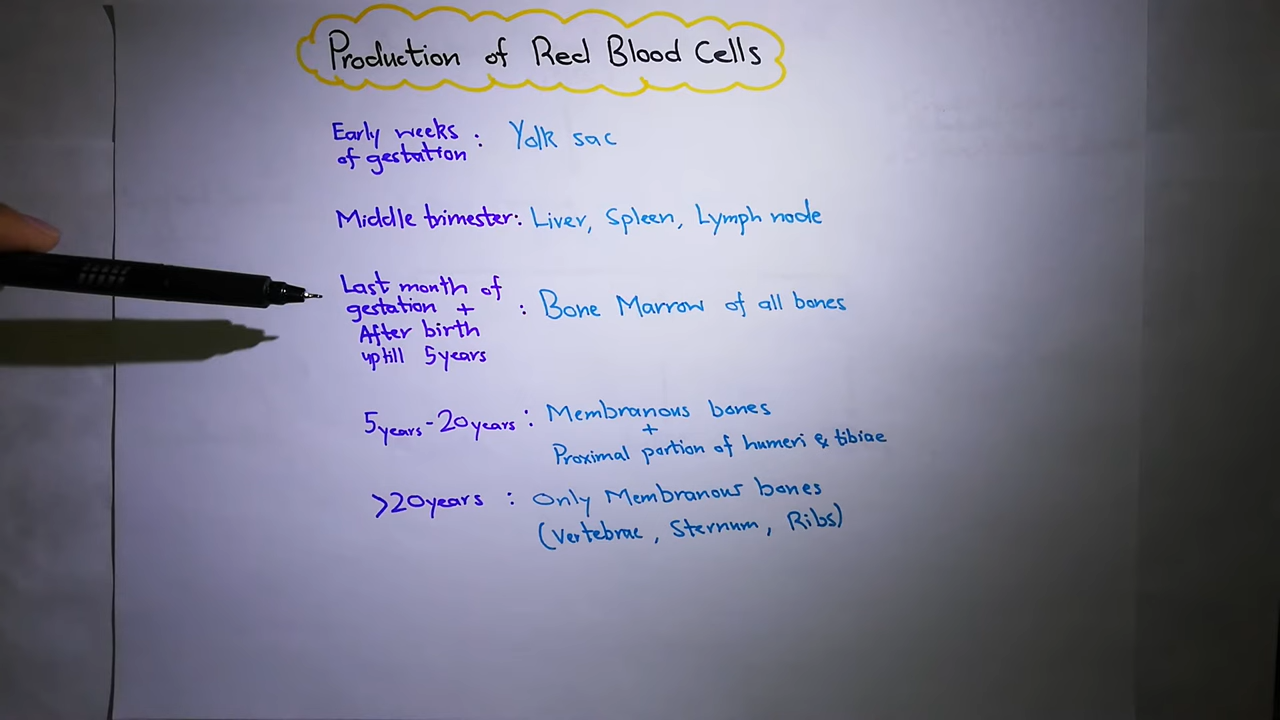 Production of Red Blood Cells
Early weeks of gestation : Yolk sac
Middle trimester: Liver, Spleen, Lymph node
Last month of gestation + After birth uptill 5years : Bone Marrow of all bones
5years-20years : Membranous bones
+
Proximal portion of humeri & tibiae
>20years : Only Membranous bones
(Vertebrae, Sternum, Ribs)